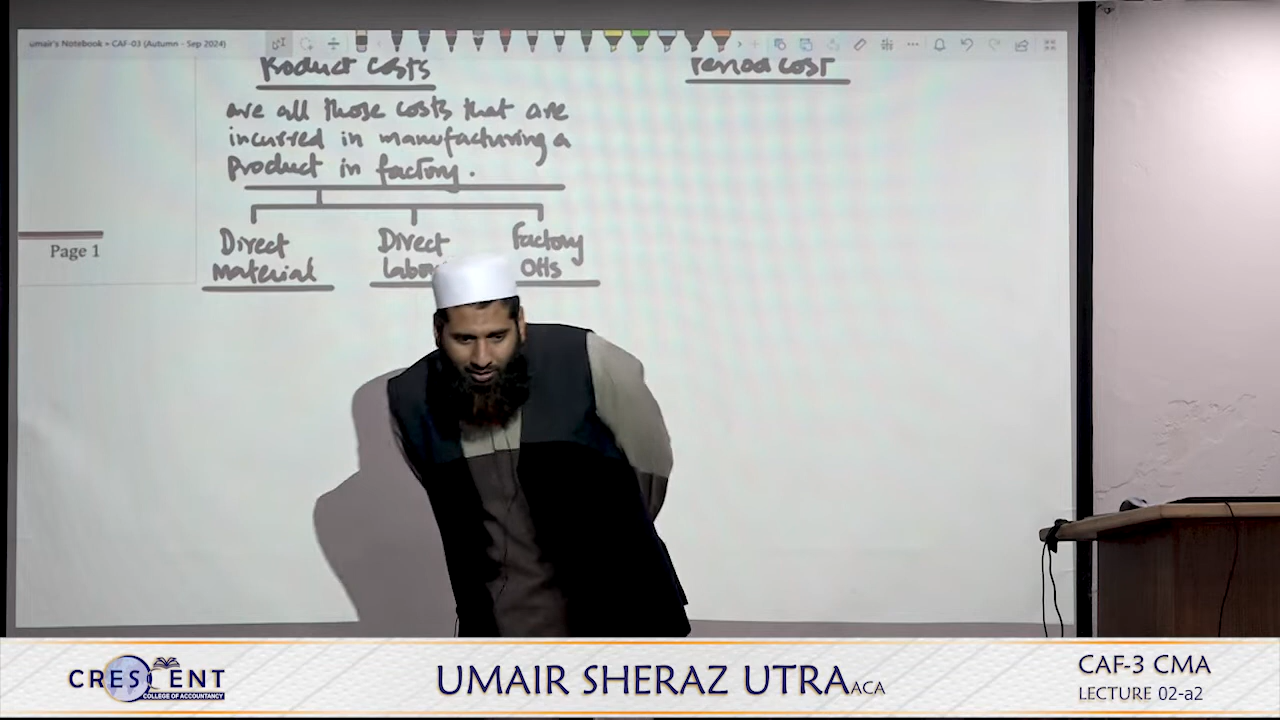 umair's Notebook » CAF-03 (Autumn - Sep 2024)
Product Costs
Period cost
are all those costs that are
incurred in manufacturing a
Product in factory.
Page 1
Direct
material
Direct
labou
factory
OHs
CRESCENT
COLLEGE OF ACCOUNTANCY
UMAIR SHERAZ UTRA ACA
CAF-3 CMA
LECTURE 02-a2